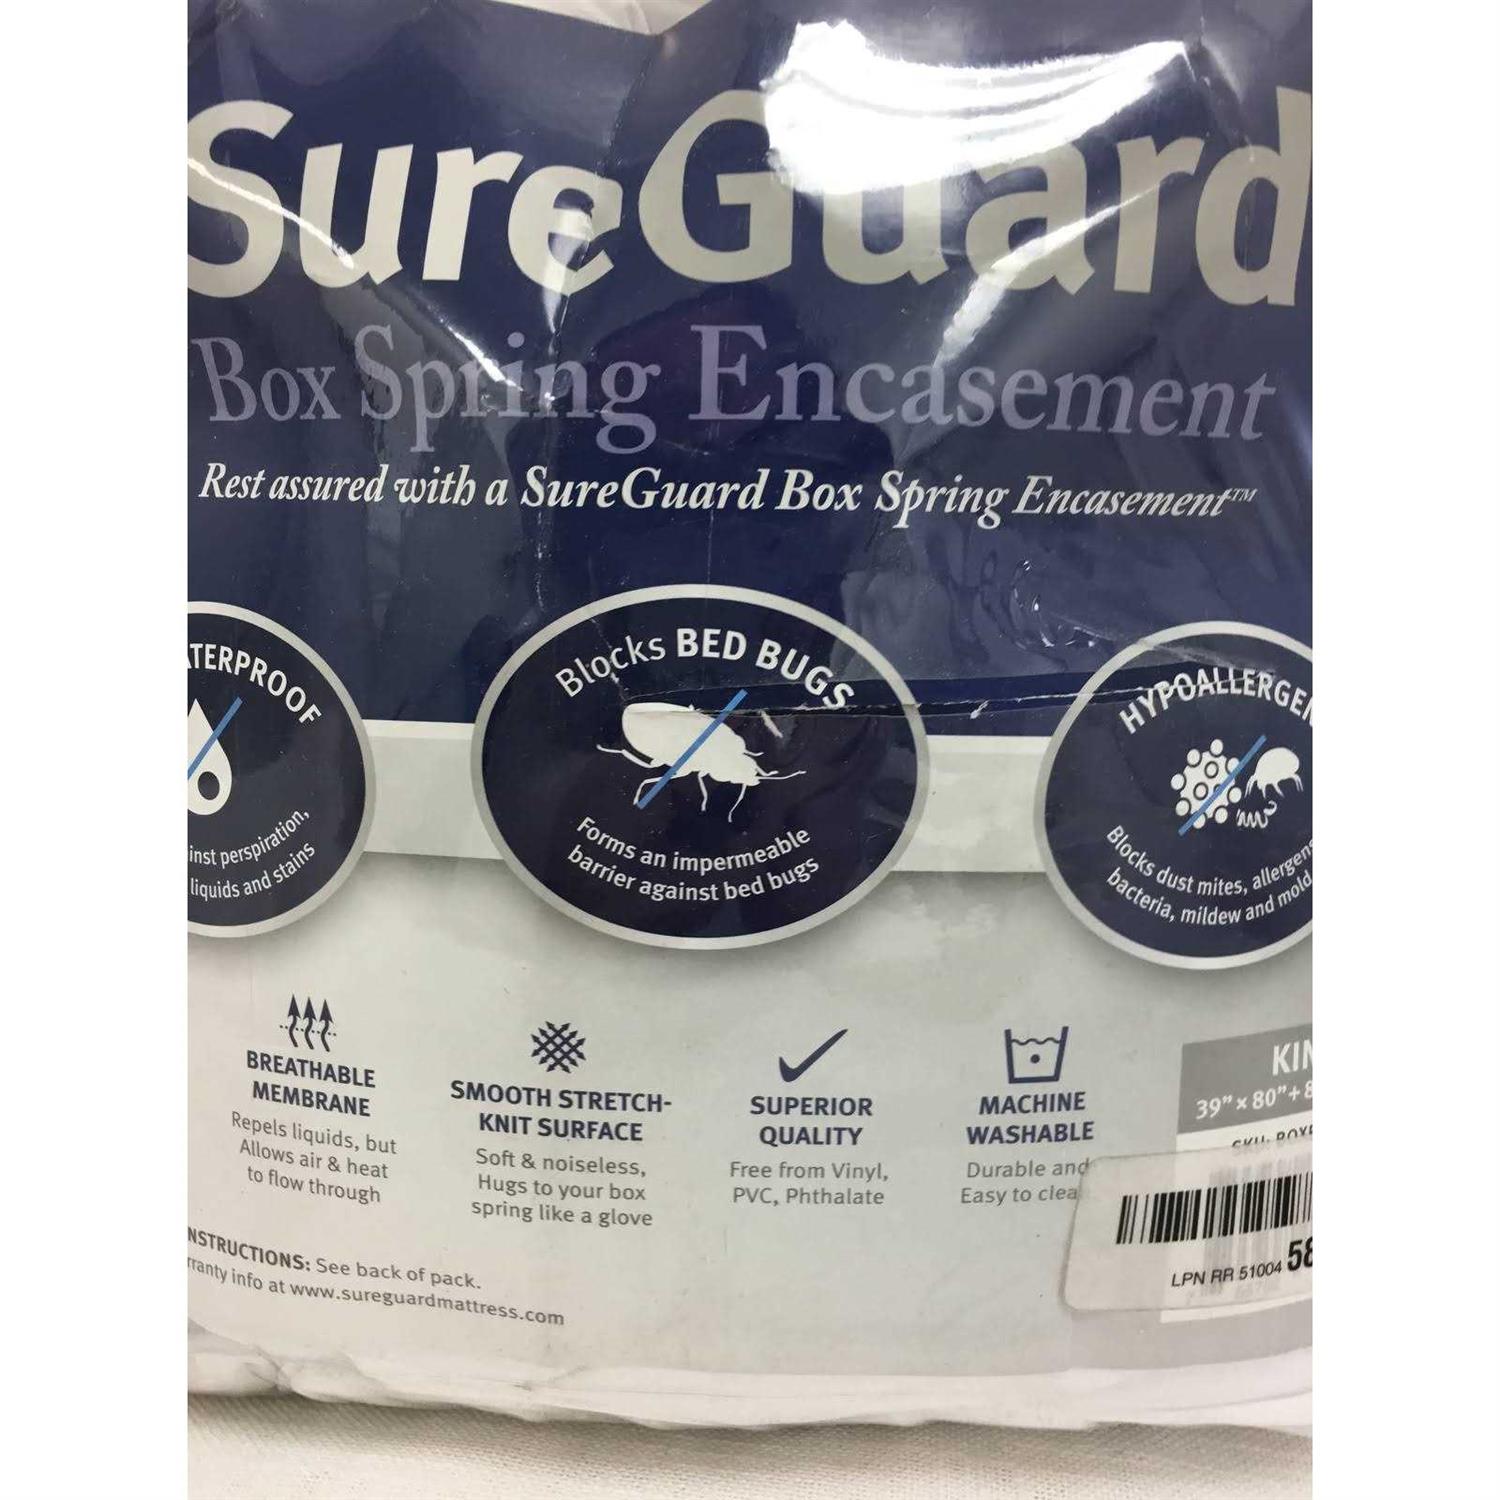 SureGuard
Box Spring Encasement
Rest assured with a SureGuard Box Spring Encasement™
TERPROOF
inst perspiration,
liquids and stains
Blocks BED BUGS
Forms an impermeable
barrier against bed bugs
HYPOALLERGEN
Blocks dust mites, allergens
bacteria, mildew and mold
BREATHABLE
MEMBRANE
Repels liquids, but
Allows air & heat
to flow through
SMOOTH STRETCH-
KNIT SURFACE
Soft & noiseless,
Hugs to your box
spring like a glove
SUPERIOR
QUALITY
Free from Vinyl,
PVC, Phthalate
MACHINE
WASHABLE
Durable and
Easy to clea
KIN
39" x 80" + 8
LPN RR 51004 58
NSTRUCTIONS: See back of pack.
rranty info at www.sureguardmattress.com